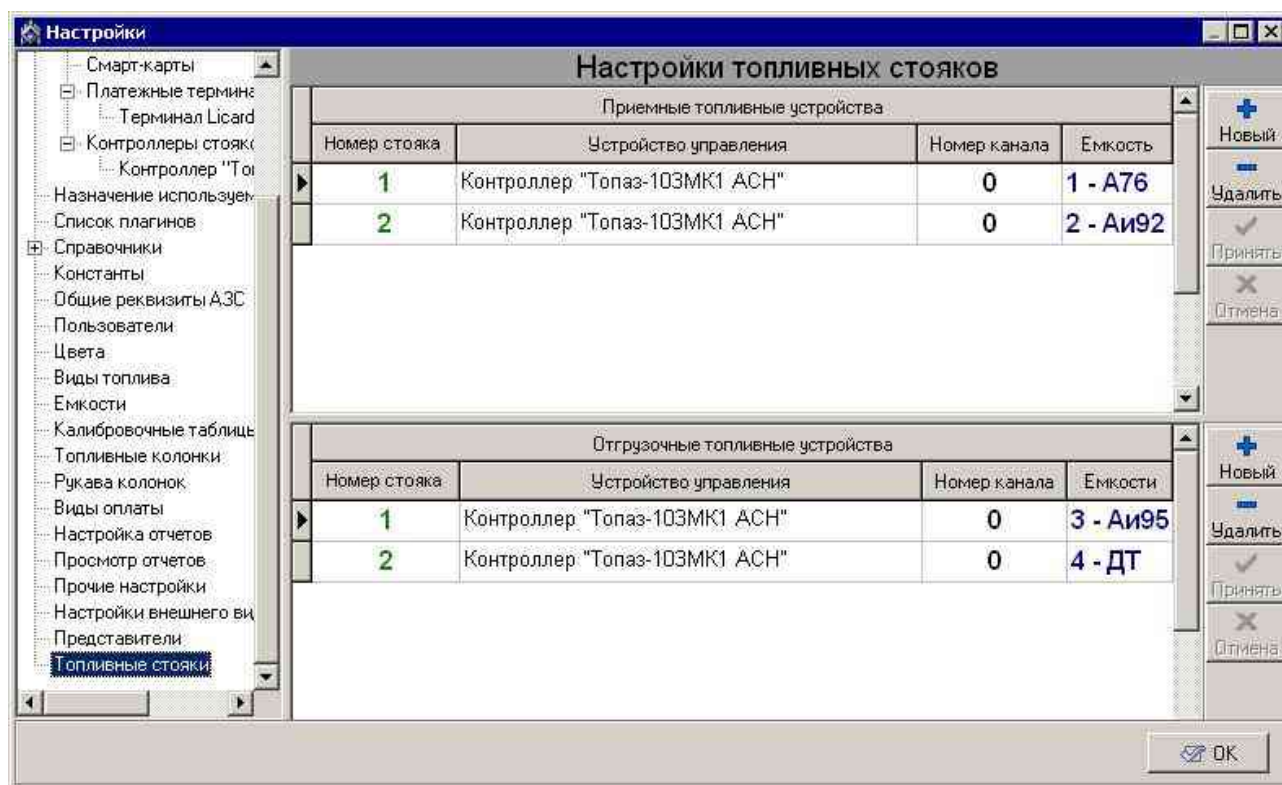 Настройки
Смарт-карты
Платежные термина
Терминал Licard
Контроллеры стояко
Контроллер "Топ
Назначение используем
Список плагинов
Справочники
Константы
Общие реквизиты АЗС
Пользователи
Цвета
Виды топлива
Емкости
Калибровочные таблицы
Топливные колонки
Рукава колонок
Виды оплаты
Настройка отчетов
Просмотр отчетов
Прочие настройки
Настройки внешнего ви
Представители
Топливные стояки
Настройки топливных стояков
Приемные топливные устройства
Номер стояка Устройство управления Номер канала Емкость
1 Контроллер "Топаз-103МК1 АСН" 0 1 - А76
2 Контроллер "Топаз-103МК1 АСН" 0 2 - Аи92
Новый
Удалить
Принять
Отмена
Отгрузочные топливные устройства
Номер стояка Устройство управления Номер канала Емкости
1 Контроллер "Топаз-103МК1 АСН" 0 3 - Аи95
2 Контроллер "Топаз-103МК1 АСН" 0 4 - ДТ
Новый
Удалить
Принять
Отмена
OK